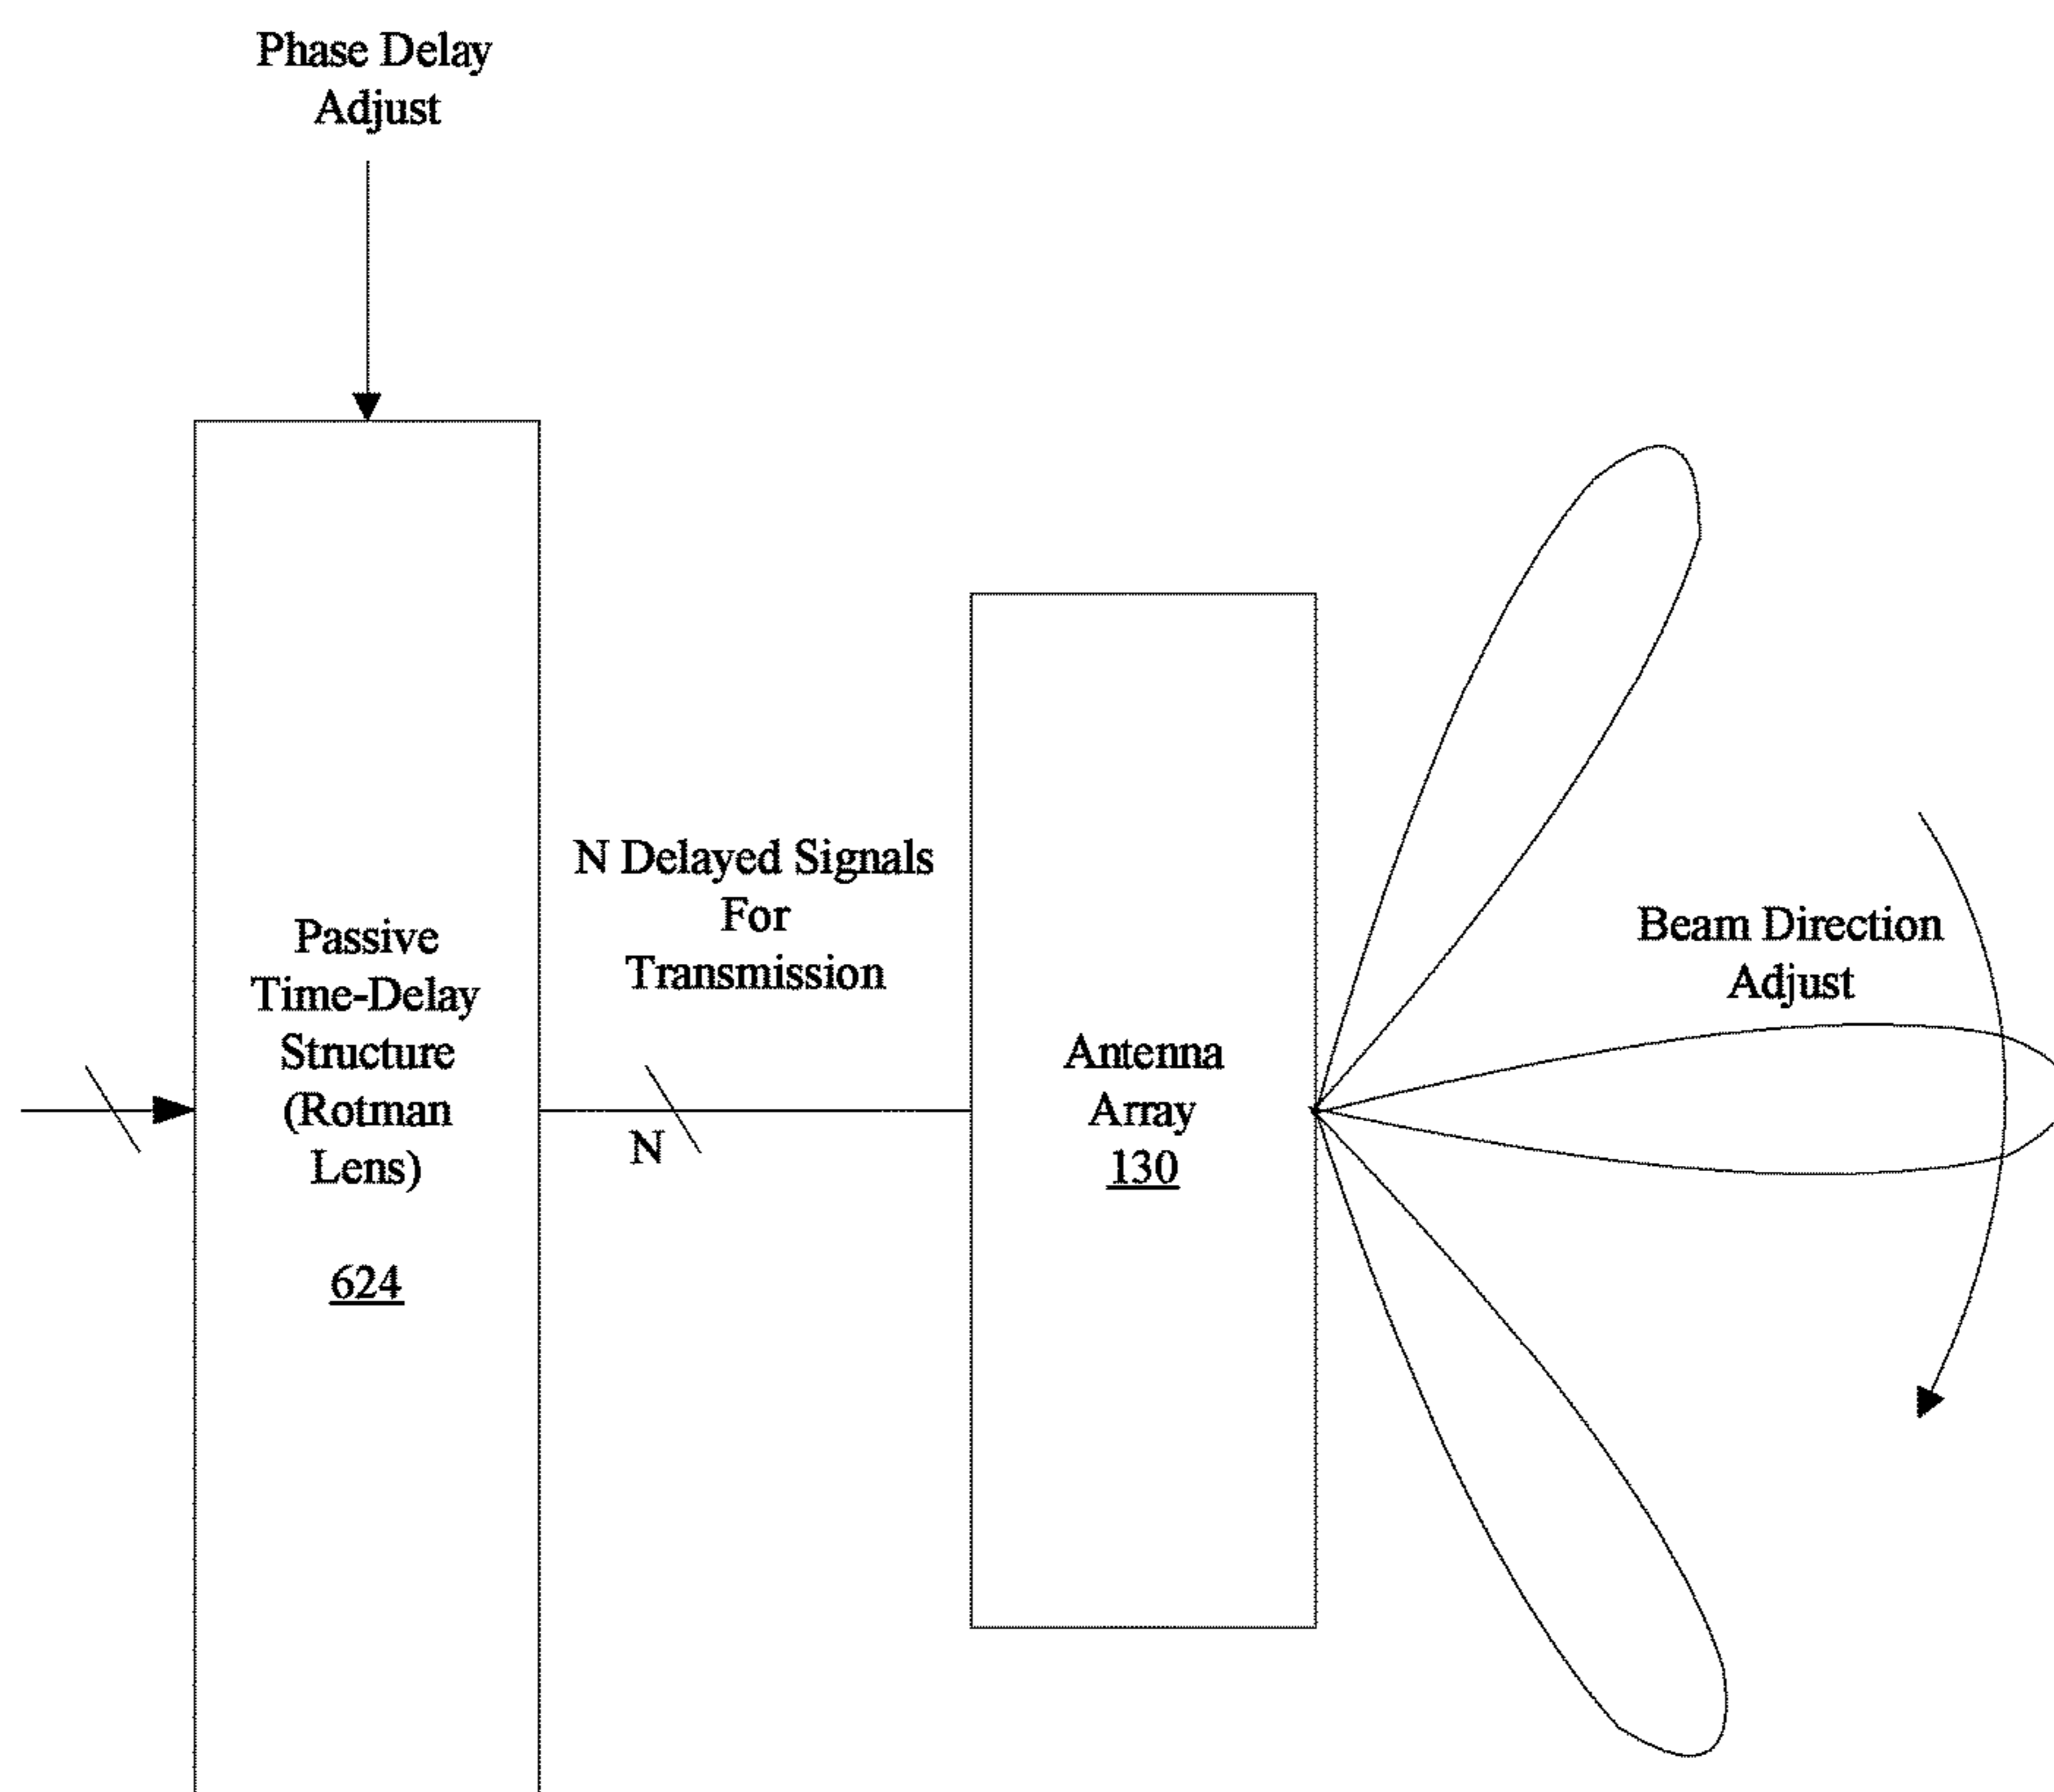 Phase Delay
Adjust
N Delayed Signals
For
Transmission
Passive
Time-Delay
Structure
(Rotman
Lens)
624
N
Antenna
Array
130
Beam Direction
Adjust